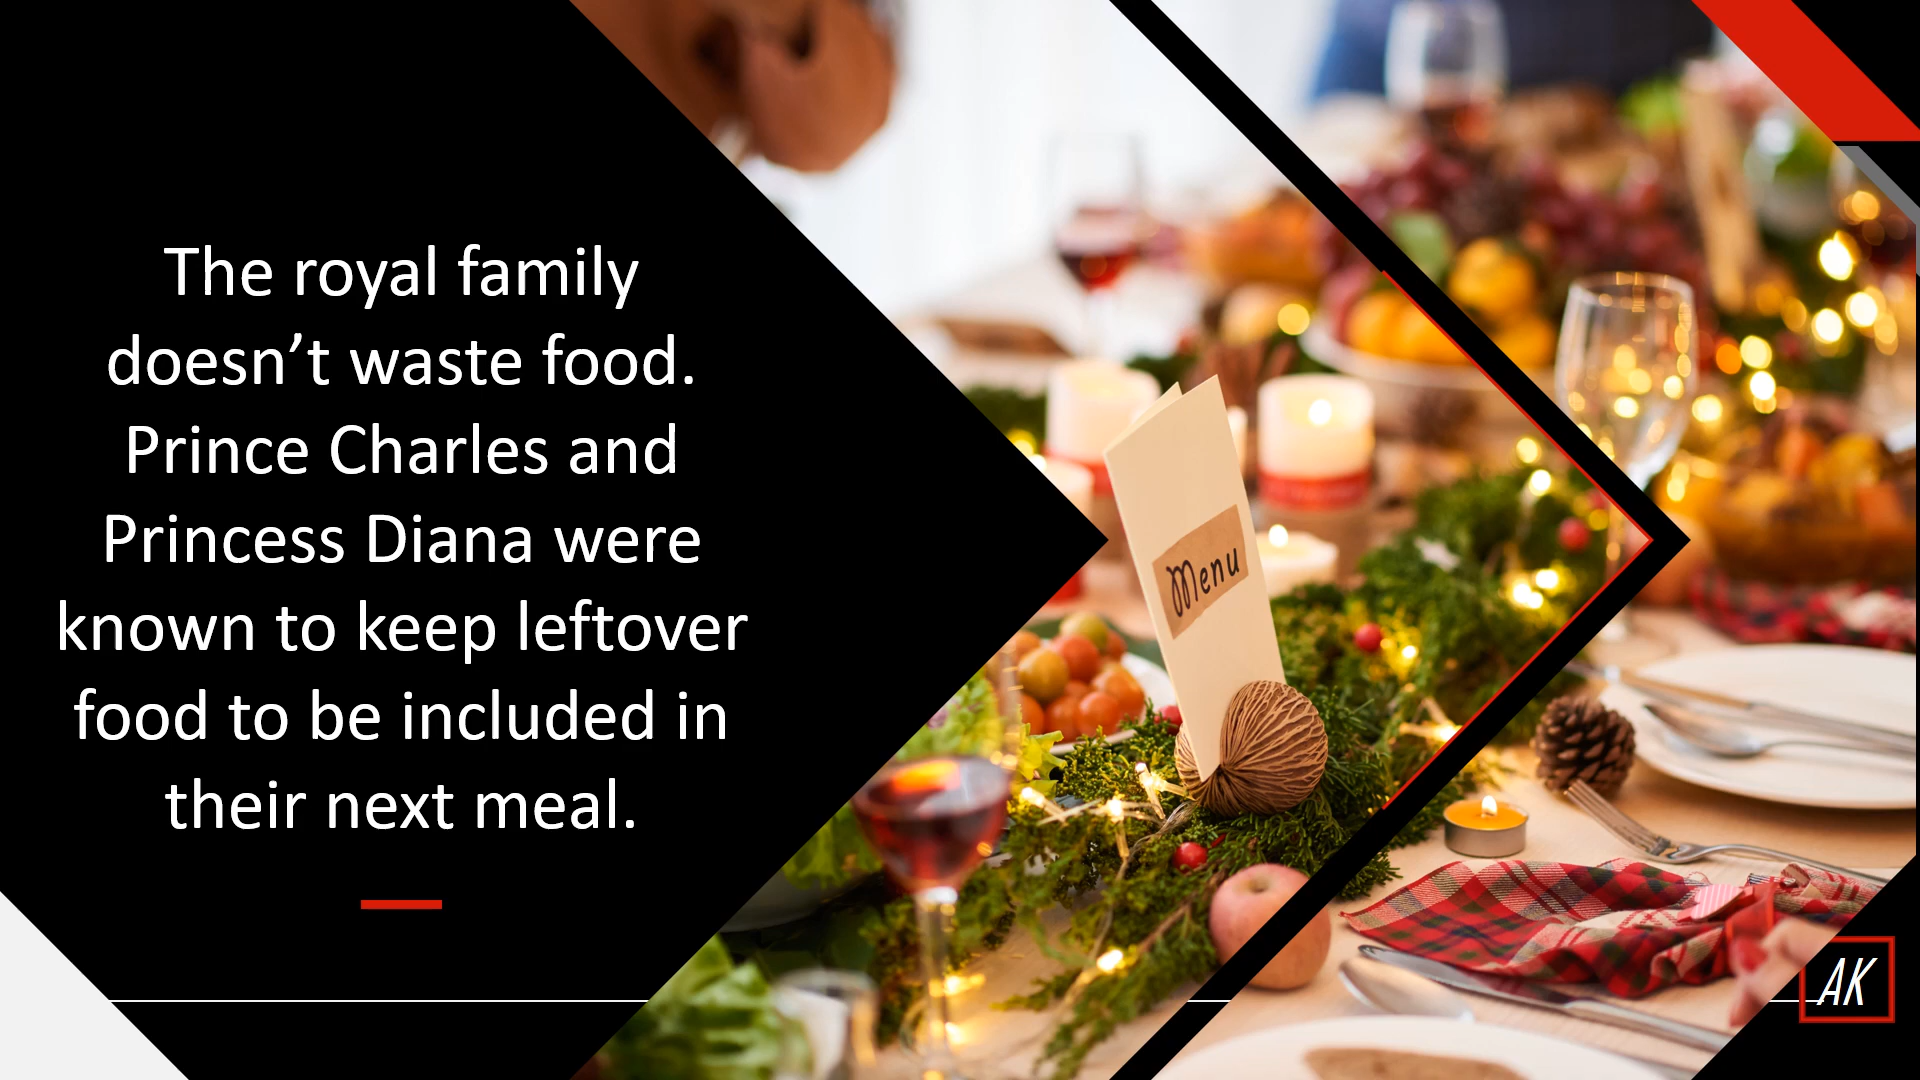 The royal family
doesn’t waste food.
Prince Charles and
Princess Diana were
known to keep leftover
food to be included in
their next meal.
Menu
AK